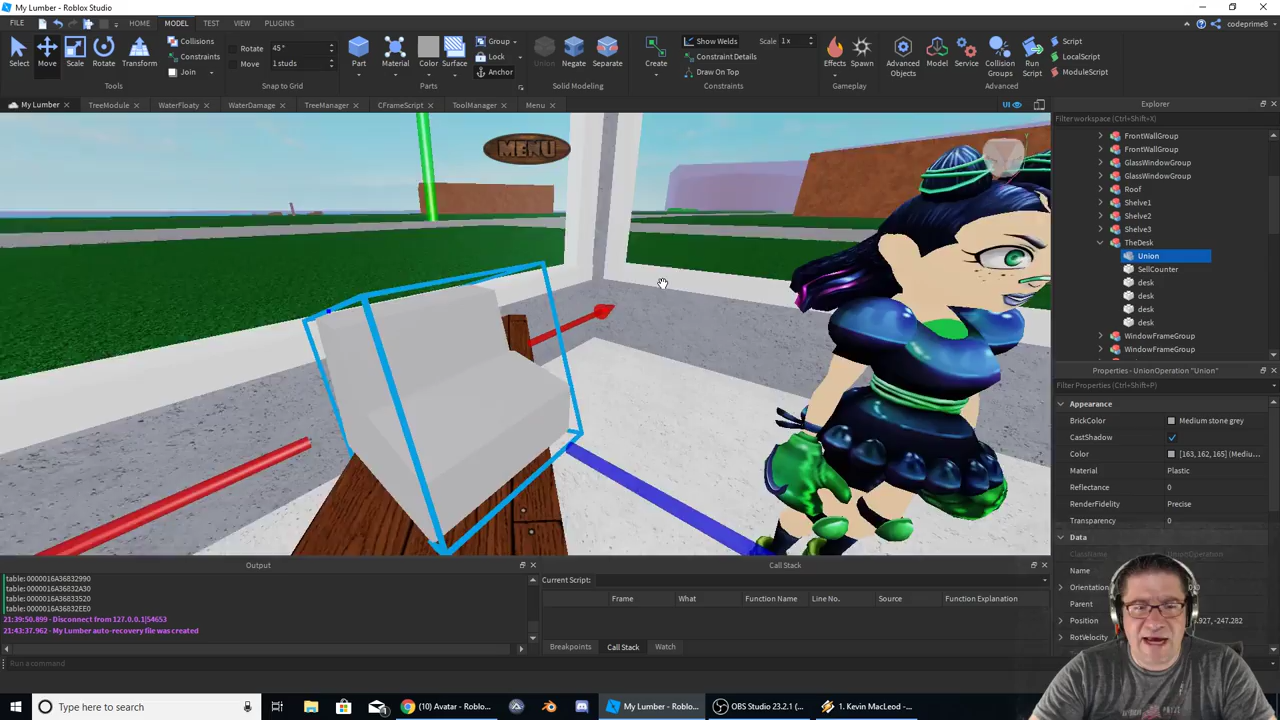 My Lumber - Roblox Studio
FILE HOME MODEL TEST VIEW PLUGINS codeprime8
Select Move Scale Rotate Transform
Collisions
Constraints
Join
Tools
Rotate 45°
Move 1 studs
Snap to Grid
Part Material Color Surface
Group
Lock
Anchor
Parts
Union Negate Separate
Solid Modeling
Create
Show Welds
Constraint Details
Draw On Top
Scale 1 x
Constraints
Effects Spawn
Gameplay
Advanced Objects
Model Service
Collision Groups
Run Script
Script
LocalScript
ModuleScript
Advanced
My Lumber TreeModule WaterFloaty WaterDamage TreeManager CFrameScript ToolManager Menu UI
MENU
Explorer
Filter workspace (Ctrl+Shift+X)
FrontWallGroup
FrontWallGroup
GlassWindowGroup
GlassWindowGroup
Roof
Shelve1
Shelve2
Shelve3
TheDesk
Union
SellCounter
desk
desk
desk
desk
WindowFrameGroup
WindowFrameGroup
Properties - UnionOperation "Union"
Filter Properties (Ctrl+Shift+P)
Appearance
BrickColor Medium stone grey
CastShadow
Color [163, 162, 165] (Mediu...
Material Plastic
Reflectance 0
RenderFidelity Precise
Transparency 0
Data
ClassName UnionOperation
Name
Orientation
Parent
Position .927, -247.282
RotVelocity
Output
table:0000016A36832990
table:0000016A36832A30
table:0000016A36833520
table:0000016A36832EE0
21:39:50.899 - Disconnect from 127.0.0.1|54653
21:43:37.962 - My Lumber auto-recovery file was created
Call Stack
Current Script:
Frame What Function Name Line No. Source Function Explanation
Breakpoints Call Stack Watch
Run a command
Type here to search
(10) Avatar - Roblo...
My Lumber - Roblo...
OBS Studio 23.2.1 (...
1. Kevin MacLeod - ...